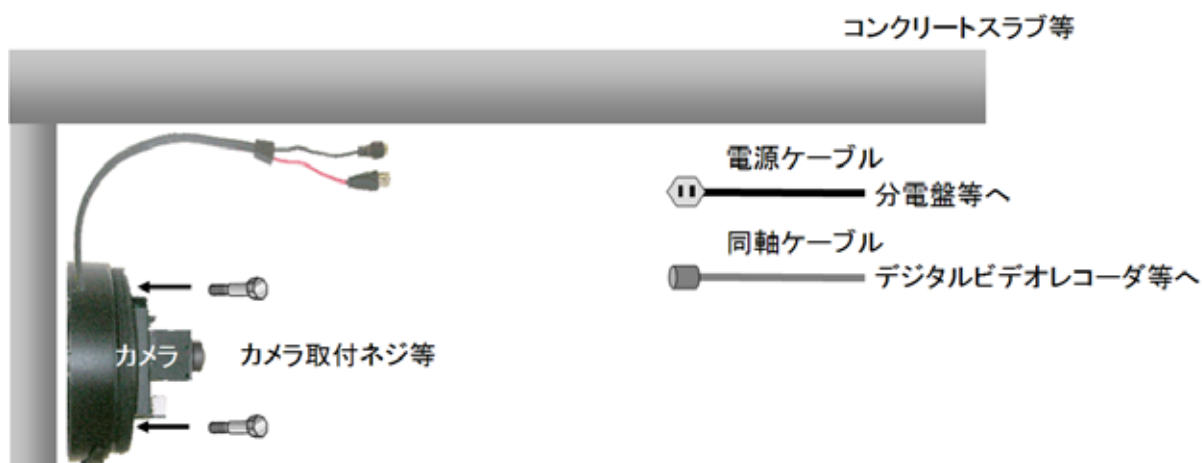 コンクリートスラブ等
電源ケーブル
分電盤等へ
同軸ケーブル
デジタルビデオレコーダ等へ
カメラ
カメラ取付ネジ等